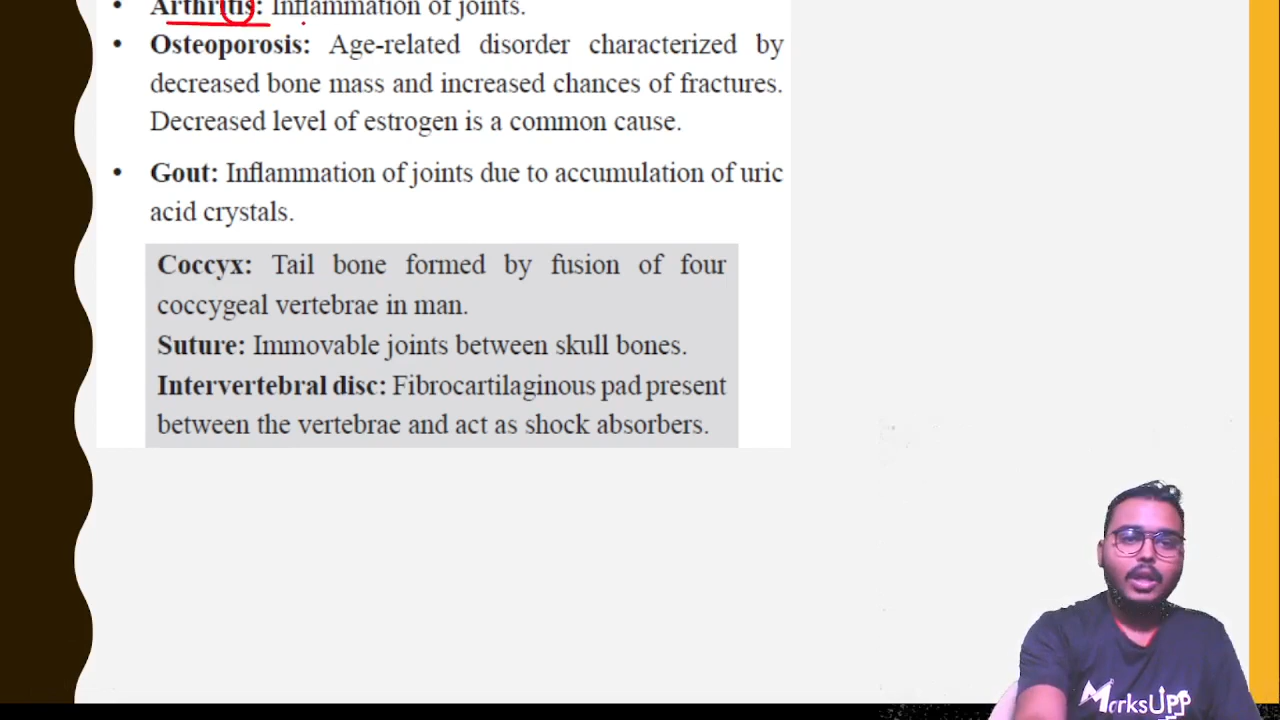 • Arthritis: Inflammation of joints.
• Osteoporosis: Age-related disorder characterized by
decreased bone mass and increased chances of fractures.
Decreased level of estrogen is a common cause.
• Gout: Inflammation of joints due to accumulation of uric
acid crystals.
Coccyx: Tail bone formed by fusion of four
coccygeal vertebrae in man.
Suture: Immovable joints between skull bones.
Intervertebral disc: Fibrocartilaginous pad present
between the vertebrae and act as shock absorbers.
MarksUPP